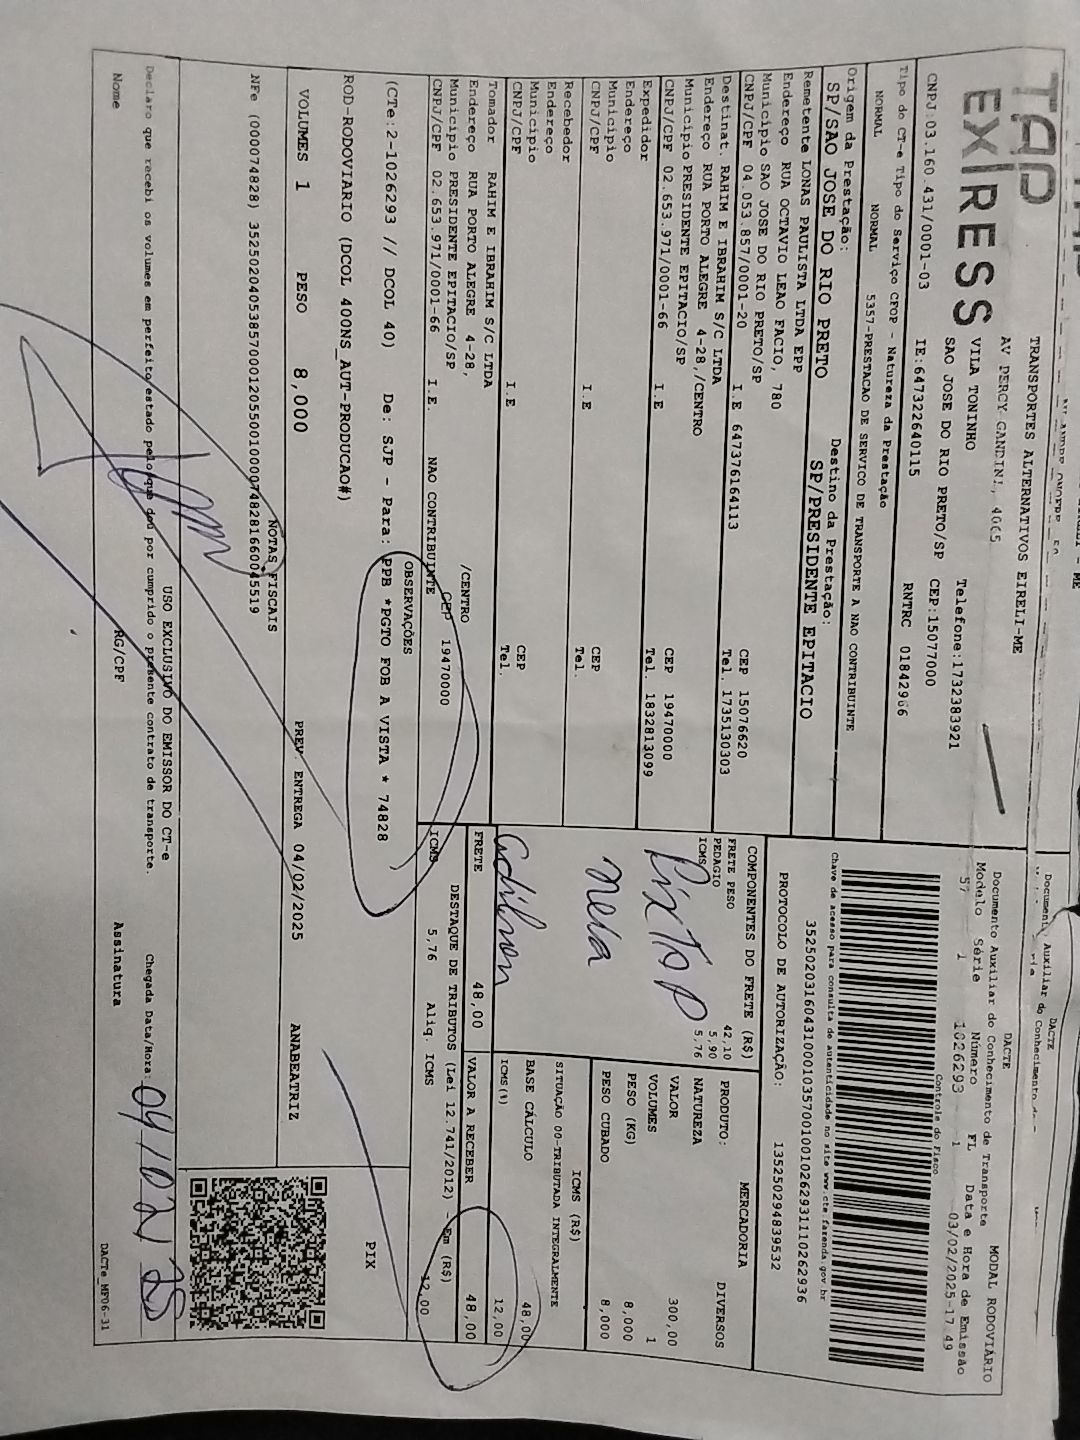 TAP
EX|RESS
TRANSPORTES ALTERNATIVOS EIRELI-ME
AV PERCY GANDINI, 4065
VILA TONINHO
SAO JOSE DO RIO PRETO/SP
Telefone:1732383921
CEP:15077000
CNPJ:03.160.431/0001-03
IE:647322640115
RNTRC 01842966
Tipo do CT-e Tipo do Serviço CFOP - Natureza da Prestação
NORMAL NORMAL 5357-PRESTACAO DE SERVICO DE TRANSPORTE A NAO CONTRIBUINTE
Origem da Prestação: Destino da Prestação:
SP/SAO JOSE DO RIO PRETO SP/PRESIDENTE EPITACIO
Remetente LONAS PAULISTA LTDA EPP
Endereço RUA OCTAVIO LEAO FACIO, 780
Município SAO JOSE DO RIO PRETO/SP CEP 15076620
CNPJ/CPF 04.053.857/0001-20 I.E 647376164113 Tel. 1735130303
Destinat. RAHIM E IBRAHIM S/C LTDA
Endereço RUA PORTO ALEGRE 4-28,/CENTRO
Município PRESIDENTE EPITACIO/SP CEP 19470000
CNPJ/CPF 02.653.971/0001-66 I.E Tel. 1832813099
Expedidor
Endereço
Município CEP
CNPJ/CPF I.E Tel.
Recebedor
Endereço
Município CEP
CNPJ/CPF I.E Tel.
Tomador RAHIM E IBRAHIM S/C LTDA
Endereço RUA PORTO ALEGRE 4-28, /CENTRO
Município PRESIDENTE EPITACIO/SP CEP 19470000
CNPJ/CPF 02.653.971/0001-66 I.E. NAO CONTRIBUINTE
OBSERVAÇÕES
(CTe:2-1026293 // DCOL 40) De: SJP - Para: PPB *PGTO FOB A VISTA * 74828
ROD-RODOVIARIO (DCOL 400NS_AUT-PRODUCAO#)
VOLUMES 1 PESO 8,000 PREV. ENTREGA 04/02/2025 ANABEATRIZ
NOTAS FISCAIS
NFe (000074828) 35250204053857000120550010000748281660045519
Documento Auxiliar do
DACTE
DACTE MODAL RODOVIÁRIO
Documento Auxiliar do Conhecimento de Transporte
Modelo Série Número FL Data e Hora de Emissão
57 1 1026293 1 03/02/2025-17 49
Controle do Fisco
Chave de acesso para consulta de autenticidade no site www.cte.fazenda.gov.br
35250203160431000103570010010262931110262936
PROTOCOLO DE AUTORIZAÇÃO: 135250294839532
COMPONENTES DO FRETE (R$)
FRETE PESO 42,10
PEDAGIO 5,90
ICMS 5,76
PIXTOP
neia
Adilson
MERCADORIA
PRODUTO: DIVERSOS
NATUREZA
VALOR 300,00
VOLUMES 1
PESO (KG) 8,000
PESO CUBADO 8,000
ICMS (R$)
SITUAÇÃO 00-TRIBUTADA INTEGRALMENTE
BASE CÁLCULO 48,00
ICMS(%) 12,00
FRETE 48,00 VALOR A RECEBER 48,00
DESTAQUE DE TRIBUTOS (Lei 12.741/2012) - Em (R$)
ICMS 5,76 Aliq. ICMS 12,00
PIX
USO EXCLUSIVO DO EMISSOR DO CT-e
Declaro que recebi os volumes em perfeito estado pelo que dou por cumprido o presente contrato de transporte.
Chegada Data/Hora: 04/02/25
Nome RG/CPF Assinatura
DACTe_MP06-31